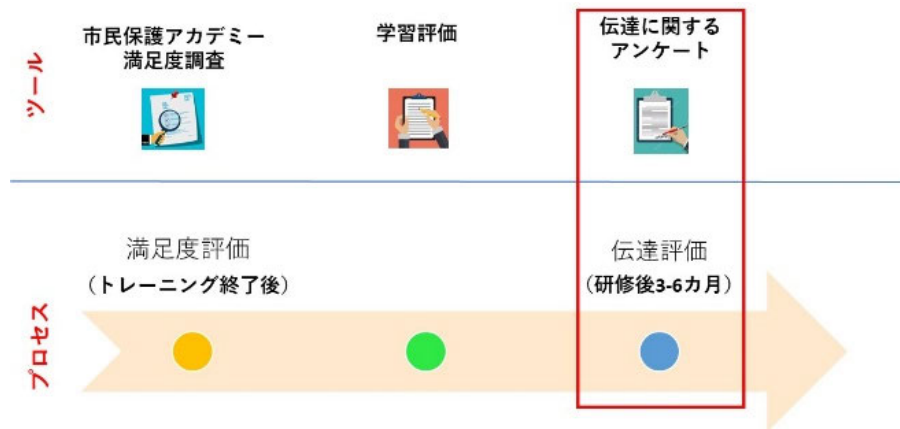 ツール
市民保護アカデミー
満足度調査
学習評価
伝達に関する
アンケート
プロセス
満足度評価
（トレーニング終了後）
伝達評価
（研修後3-6カ月）